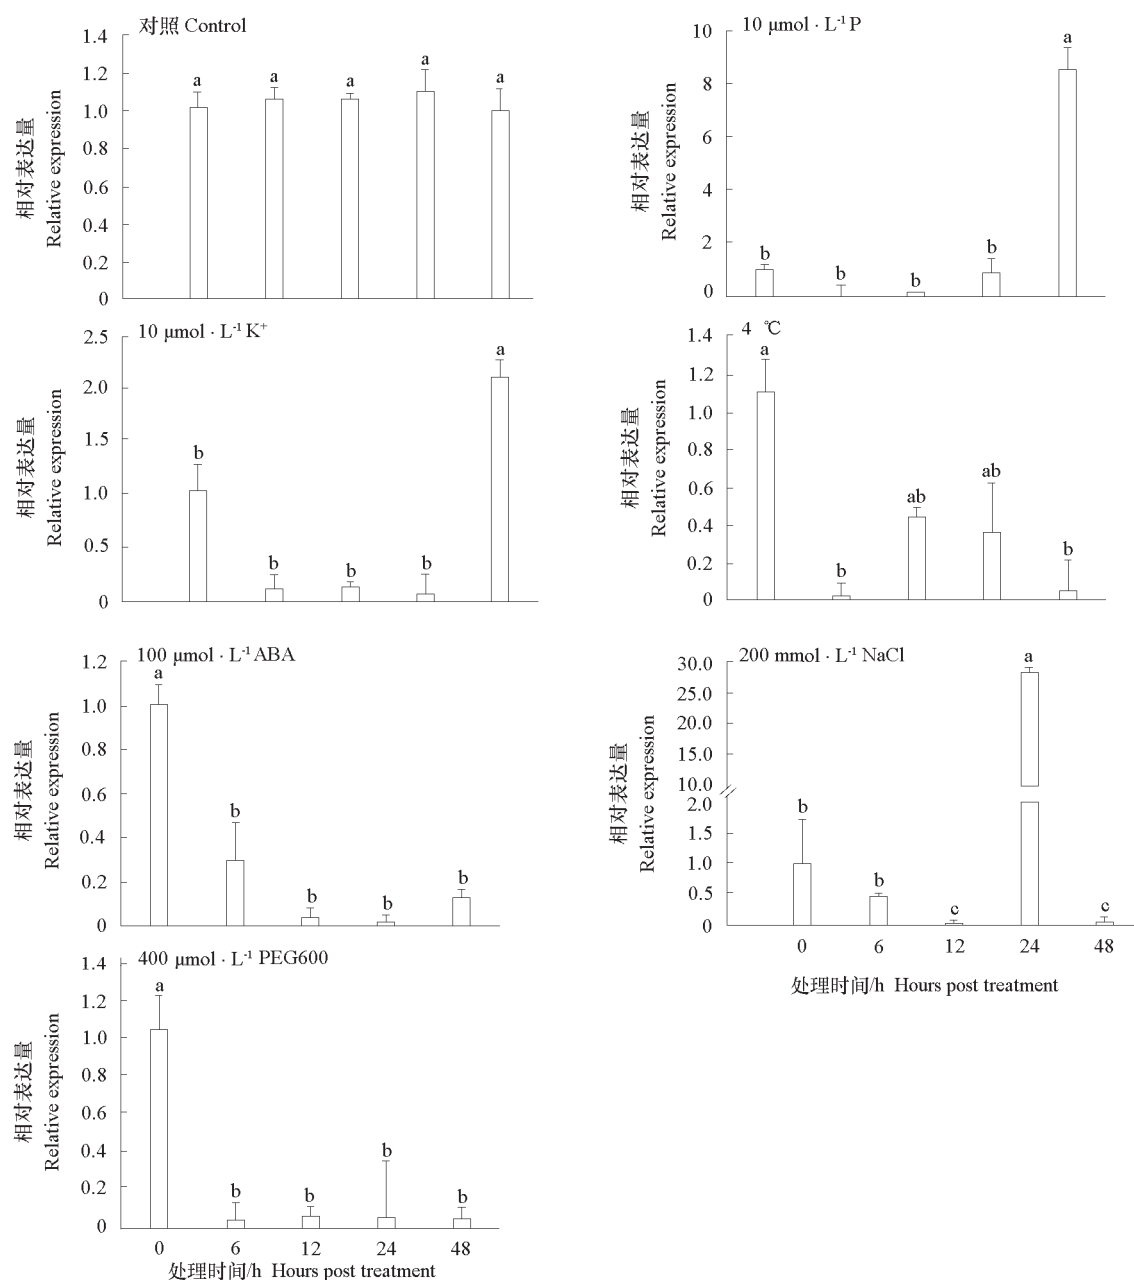 对照 Control
1.4
1.2
1.0
0.8
0.6
0.4
0.2
0
相对表达量
Relative expression
a a a a a
10 μmol · L-1 P
10
8
6
4
2
0
相对表达量
Relative expression
b b b b a
10 μmol · L-1 K+
2.5
2.0
1.5
1.0
0.5
0
相对表达量
Relative expression
b b b b a
4 ℃
1.4
1.2
1.0
0.8
0.6
0.4
0.2
0
相对表达量
Relative expression
a b ab ab b
100 μmol · L-1 ABA
1.2
1.0
0.8
0.6
0.4
0.2
0
相对表达量
Relative expression
a b b b b
200 mmol · L-1 NaCl
30.0
25.0
20.0
15.0
10.0
2.0
1.5
1.0
0.5
0
相对表达量
Relative expression
b b c a c
0 6 12 24 48
处理时间/h Hours post treatment
400 μmol · L-1 PEG600
1.4
1.2
1.0
0.8
0.6
0.4
0.2
0
相对表达量
Relative expression
a b b b b
0 6 12 24 48
处理时间/h Hours post treatment